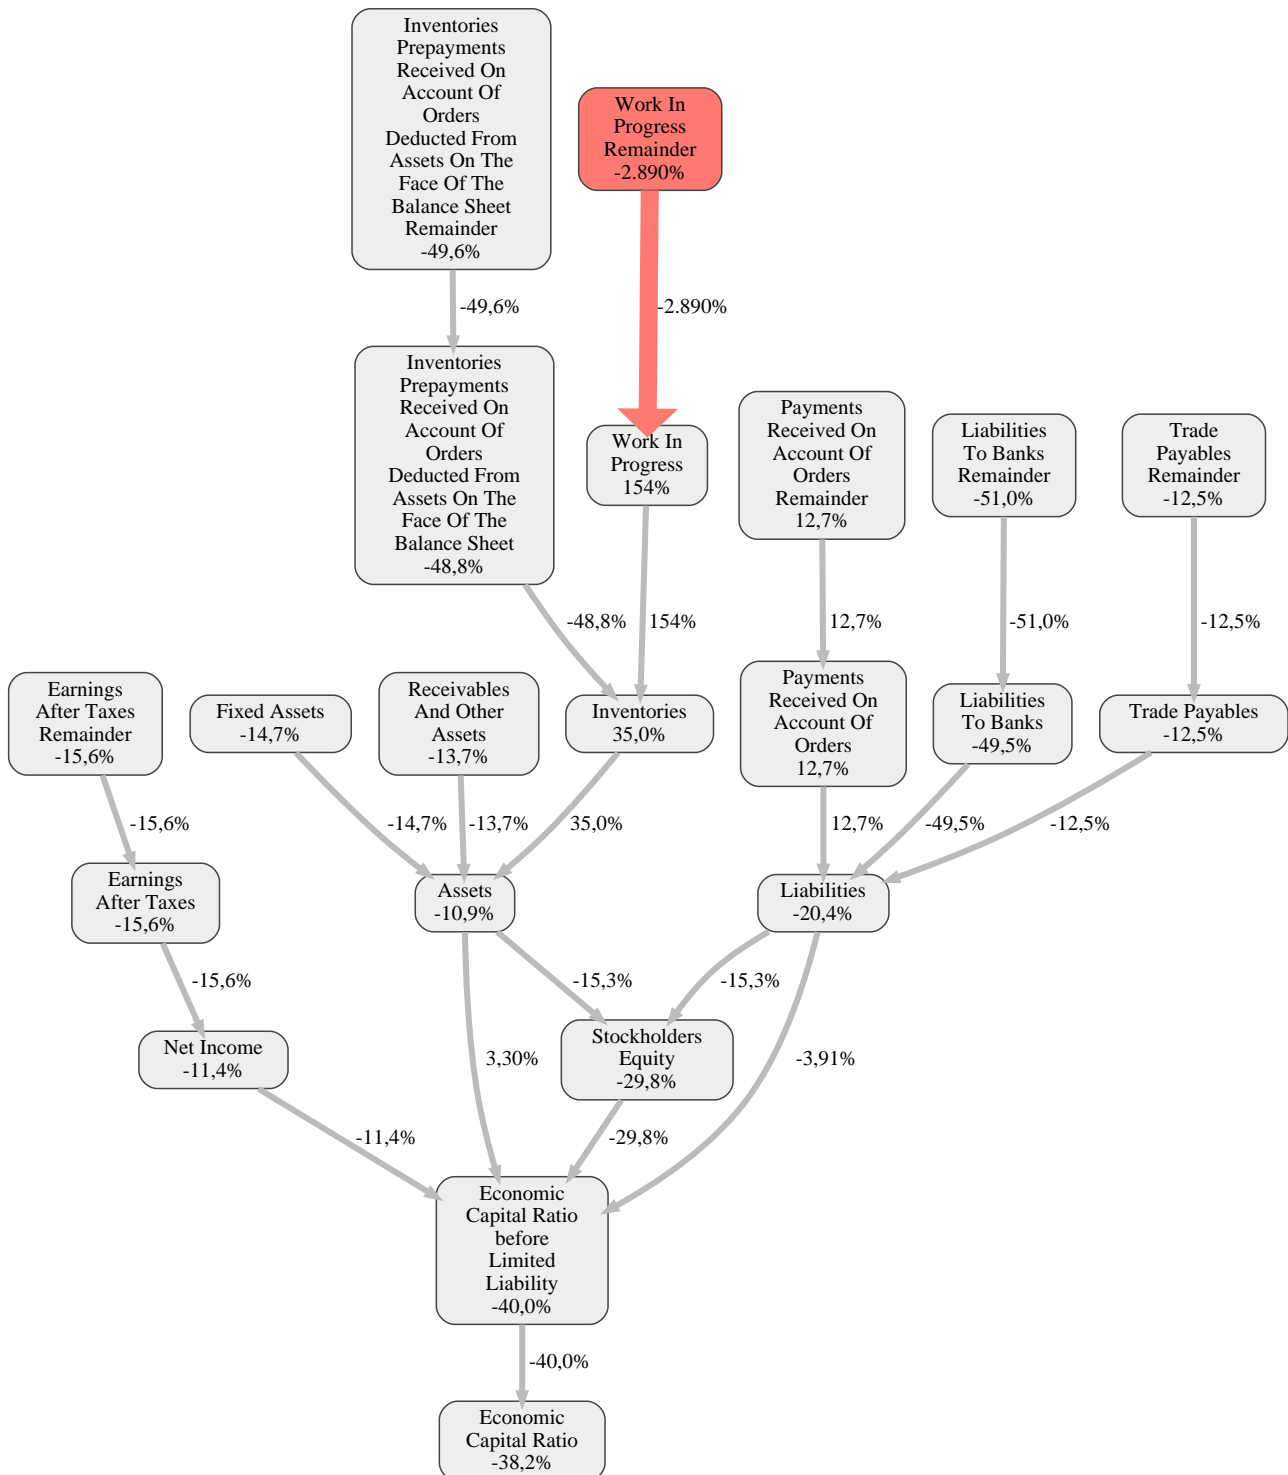 Inventories
Prepayments
Received On
Account Of
Orders
Deducted From
Assets On The
Face Of The
Balance Sheet
Remainder
-49,6%
Work In
Progress
Remainder
-2.890%
-49,6%
-2.890%
Inventories
Prepayments
Received On
Account Of
Orders
Deducted From
Assets On The
Face Of The
Balance Sheet
-48,8%
Work In
Progress
154%
Payments
Received On
Account Of
Orders
Remainder
12,7%
Liabilities
To Banks
Remainder
-51,0%
Trade
Payables
Remainder
-12,5%
-48,8%
154%
12,7%
-51,0%
-12,5%
Earnings
After Taxes
Remainder
-15,6%
Fixed Assets
-14,7%
Receivables
And Other
Assets
-13,7%
Inventories
35,0%
Payments
Received On
Account Of
Orders
12,7%
Liabilities
To Banks
-49,5%
Trade Payables
-12,5%
-15,6%
-14,7%
-13,7%
35,0%
12,7%
-49,5%
-12,5%
Earnings
After Taxes
-15,6%
Assets
-10,9%
Liabilities
-20,4%
-15,6%
-15,3%
-15,3%
Net Income
-11,4%
3,30%
Stockholders
Equity
-29,8%
-3,91%
-11,4%
-29,8%
Economic
Capital Ratio
before
Limited
Liability
-40,0%
-40,0%
Economic
Capital Ratio
-38,2%